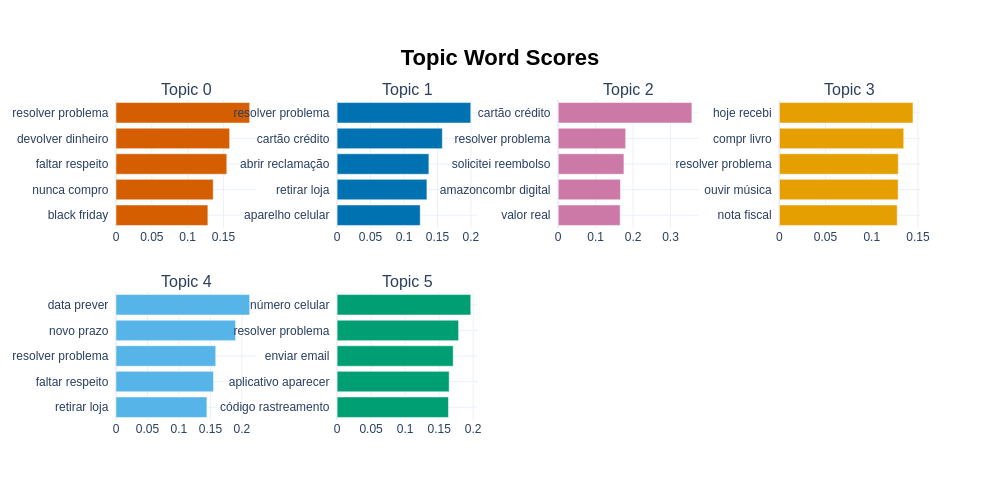 Topic Word Scores
Topic 0
resolver problema
devolver dinheiro
faltar respeito
nunca compro
black friday
0 0.05 0.1 0.15
Topic 1
resolver problema
cartão crédito
abrir reclamação
retirar loja
aparelho celular
0 0.05 0.1 0.15 0.2
Topic 2
cartão crédito
resolver problema
solicitei reembolso
amazoncombr digital
valor real
0 0.1 0.2 0.3
Topic 3
hoje recebi
compr livro
resolver problema
ouvir música
nota fiscal
0 0.05 0.1 0.15
Topic 4
data prever
novo prazo
resolver problema
faltar respeito
retirar loja
0 0.05 0.1 0.15 0.2
Topic 5
número celular
resolver problema
enviar email
aplicativo aparecer
código rastreamento
0 0.05 0.1 0.15 0.2